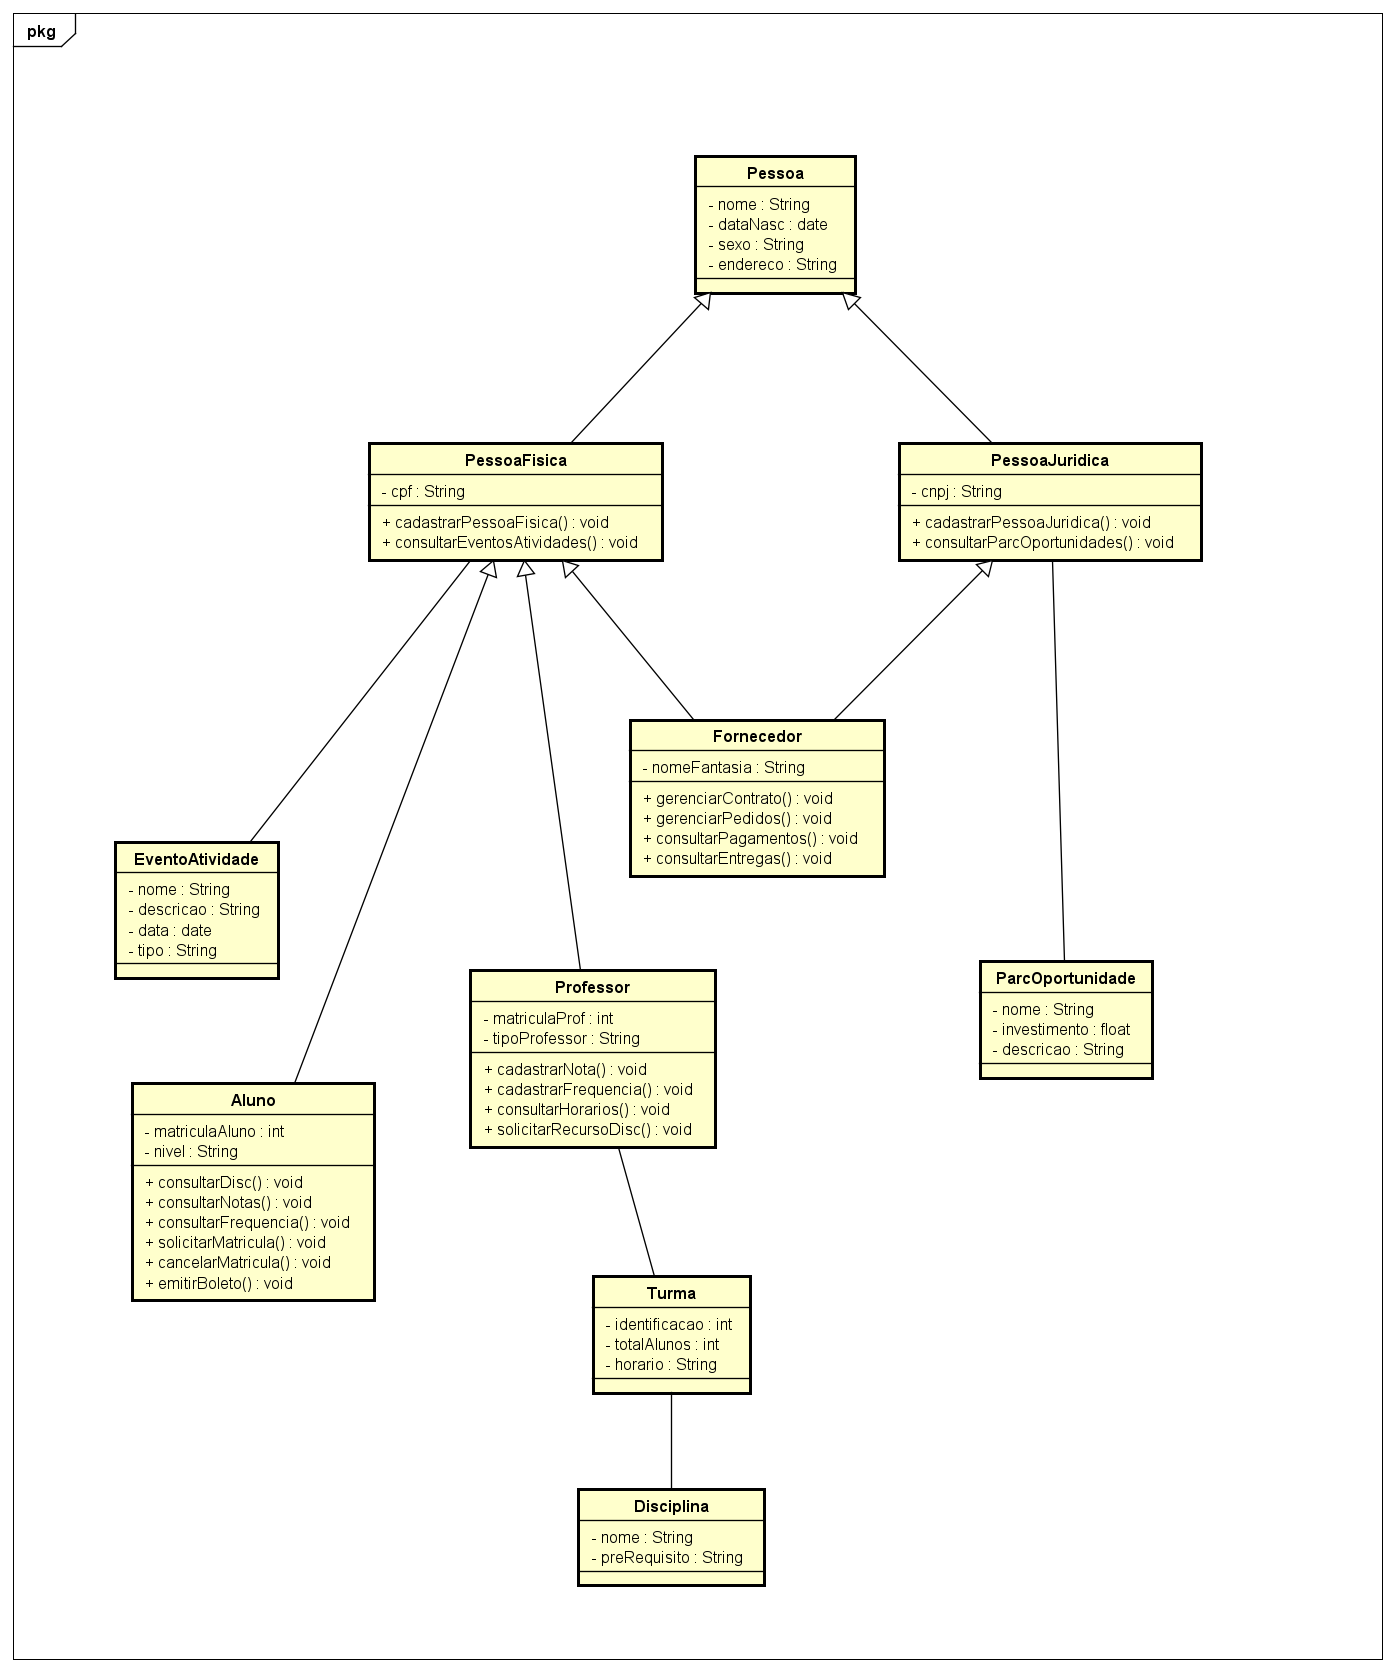 pkg
Pessoa
- nome : String
- dataNasc : date
- sexo : String
- endereco : String
PessoaFisica
- cpf : String
+ cadastrarPessoaFisica() : void
+ consultarEventosAtividades() : void
PessoaJuridica
- cnpj : String
+ cadastrarPessoaJuridica() : void
+ consultarParcOportunidades() : void
Fornecedor
- nomeFantasia : String
+ gerenciarContrato() : void
+ gerenciarPedidos() : void
+ consultarPagamentos() : void
+ consultarEntregas() : void
EventoAtividade
- nome : String
- descricao : String
- data : date
- tipo : String
Professor
- matriculaProf : int
- tipoProfessor : String
+ cadastrarNota() : void
+ cadastrarFrequencia() : void
+ consultarHorarios() : void
+ solicitarRecursoDisc() : void
ParcOportunidade
- nome : String
- investimento : float
- descricao : String
Aluno
- matriculaAluno : int
- nivel : String
+ consultarDisc() : void
+ consultarNotas() : void
+ consultarFrequencia() : void
+ solicitarMatricula() : void
+ cancelarMatricula() : void
+ emitirBoleto() : void
Turma
- identificacao : int
- totalAlunos : int
- horario : String
Disciplina
- nome : String
- preRequisito : String